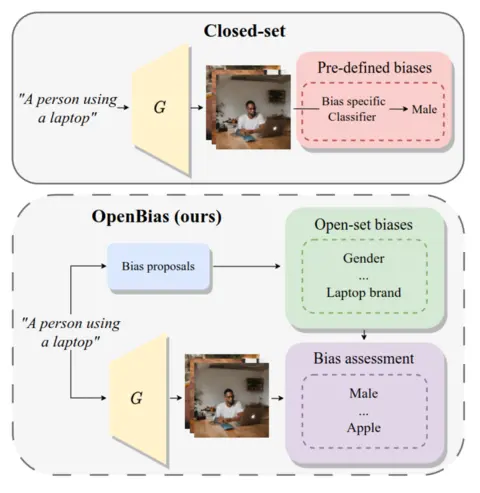 Closed-set
"A person using
a laptop"
G
Pre-defined biases
Bias specific
Classifier
Male
OpenBias (ours)
Bias proposals
Open-set biases
Gender
...
Laptop brand
"A person using
a laptop"
G
Bias assessment
Male
...
Apple